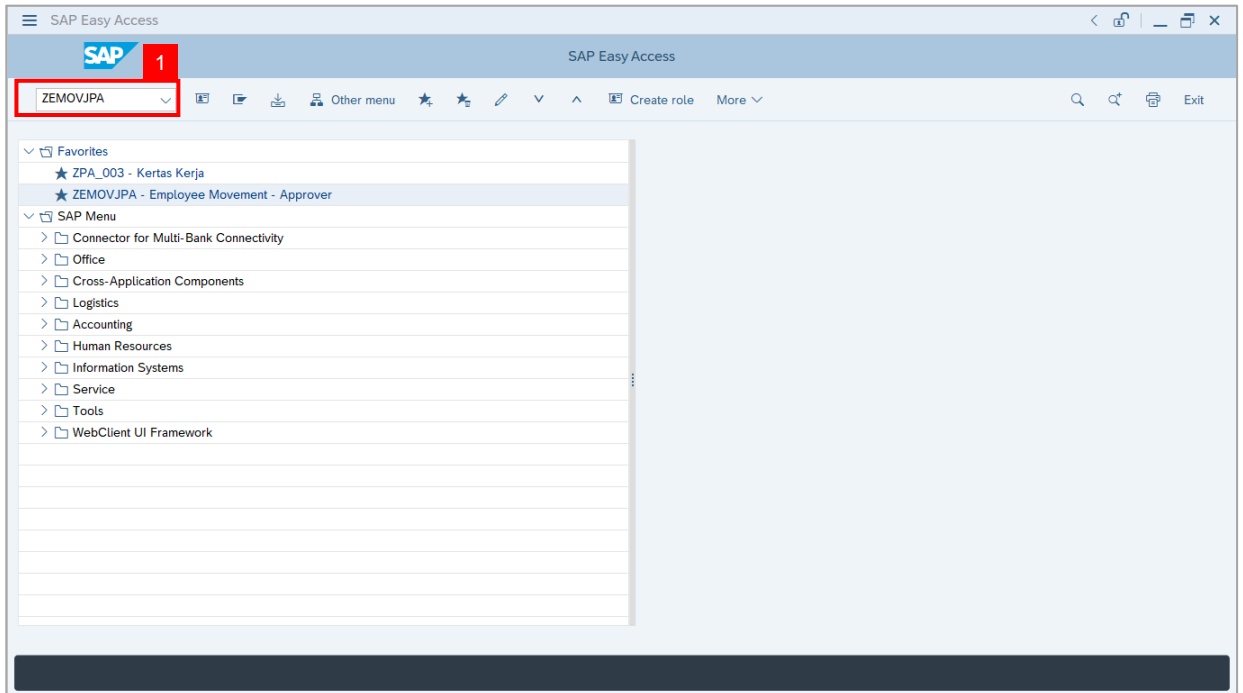 SAP Easy Access
SAP
SAP Easy Access
1
ZEMOVJPA
Other menu
Create role
More
Exit
Favorites
ZPA_003 - Kertas Kerja
ZEMOVJPA - Employee Movement - Approver
SAP Menu
Connector for Multi-Bank Connectivity
Office
Cross-Application Components
Logistics
Accounting
Human Resources
Information Systems
Service
Tools
WebClient UI Framework